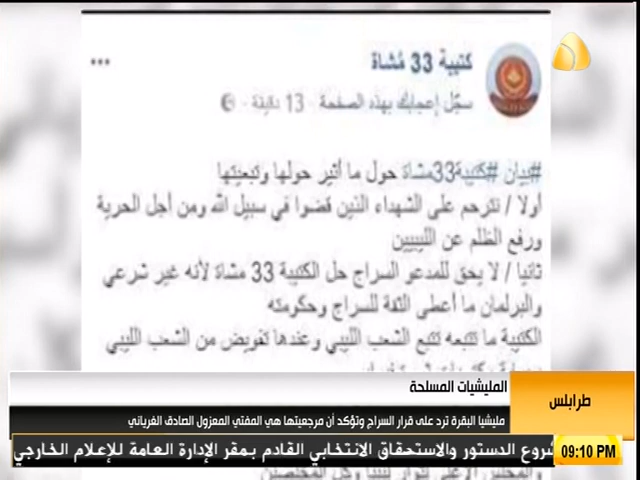 كتيبة 33 مُشاة
سجّل إعجابك بهذه الصفحة · 13 دقيقة
#بيان #كتيبة33مشاة حول ما أثير حولها وتبعيتها
أولا / نترحم على الشهداء الذين قضوا في سبيل الله ومن أجل الحرية
ورفع الظلم عن الليبيين
ثانيا / لا يحق للمدعو السراج حل الكتيبة 33 مشاة لأنه غير شرعي
والبرلمان ما أعطى الثقة للسراج وحكومته
الكتيبة ما تتبعه تتبع الشعب الليبي وعندها تفويض من الشعب الليبي
المليشيات المسلحة
طرابلس
مليشيا البقرة ترد على قرار السراج وتؤكد أن مرجعيتها هي المفتي المعزول الصادق الغرياني
شروع الدستور والاستحقاق الانتخابي القادم بمقر الإدارة العامة للإعلام الخارجي
09:10 PM